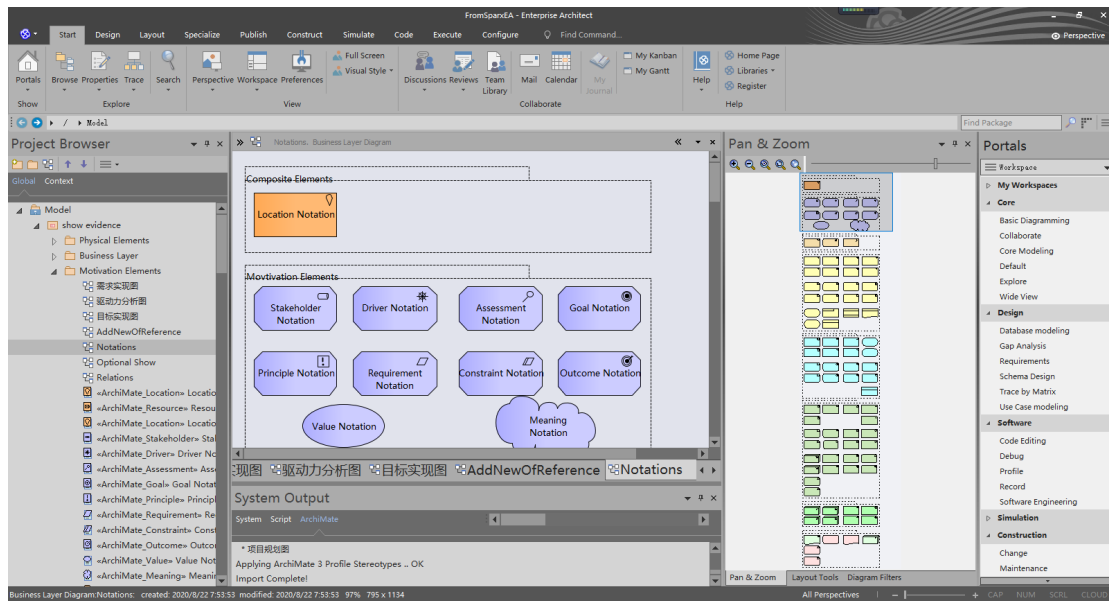 FromSparxEA - Enterprise Architect
Start Design Layout Specialize Publish Construct Simulate Code Execute Configure Find Command...
Perspective
Portals Browse Properties Trace Search Perspective Workspace Preferences
Full Screen
Visual Style
Discussions Reviews Team Library Mail Calendar My Journal
My Kanban
My Gantt
Help
Home Page
Libraries
Register
Show Explore View Collaborate Help
/ Model
Find Package
Project Browser
Global Context
Model
show evidence
Physical Elements
Business Layer
Motivation Elements
需求实现图
驱动力分析图
目标实现图
AddNewOfReference
Notations
Optional Show
Relations
«ArchiMate_Location» Locatio
«ArchiMate_Resource» Resou
«ArchiMate_Location» Locatio
«ArchiMate_Stakeholder» Stal
«ArchiMate_Driver» Driver No
«ArchiMate_Assessment» Asse
«ArchiMate_Goal» Goal Notat
«ArchiMate_Principle» Principl
«ArchiMate_Requirement» Re
«ArchiMate_Constraint» Const
«ArchiMate_Outcome» Outco
«ArchiMate_Value» Value Not
«ArchiMate_Meaning» Meanin
Notations. Business Layer Diagram
Composite Elements
Location Notation
Movtivation Elements
Stakeholder Notation
Driver Notation
Assessment Notation
Goal Notation
Principle Notation
Requirement Notation
Constraint Notation
Outcome Notation
Value Notation
Meaning Notation
实现图 驱动力分析图 目标实现图 AddNewOfReference Notations
System Output
System Script ArchiMate
* 项目规划图
Applying ArchiMate 3 Profile Stereotypes .. OK
Import Complete!
Pan & Zoom
Pan & Zoom Layout Tools Diagram Filters
Portals
Workspace
My Workspaces
Core
Basic Diagramming
Collaborate
Core Modeling
Default
Explore
Wide View
Design
Database modeling
Gap Analysis
Requirements
Schema Design
Trace by Matrix
Use Case modeling
Software
Code Editing
Debug
Profile
Record
Software Engineering
Simulation
Construction
Change
Maintenance
Business Layer Diagram:Notations: created: 2020/8/22 7:53:53 modified: 2020/8/22 7:53:53 97% 795 x 1134
All Perspectives CAP NUM SCRL CLOUD